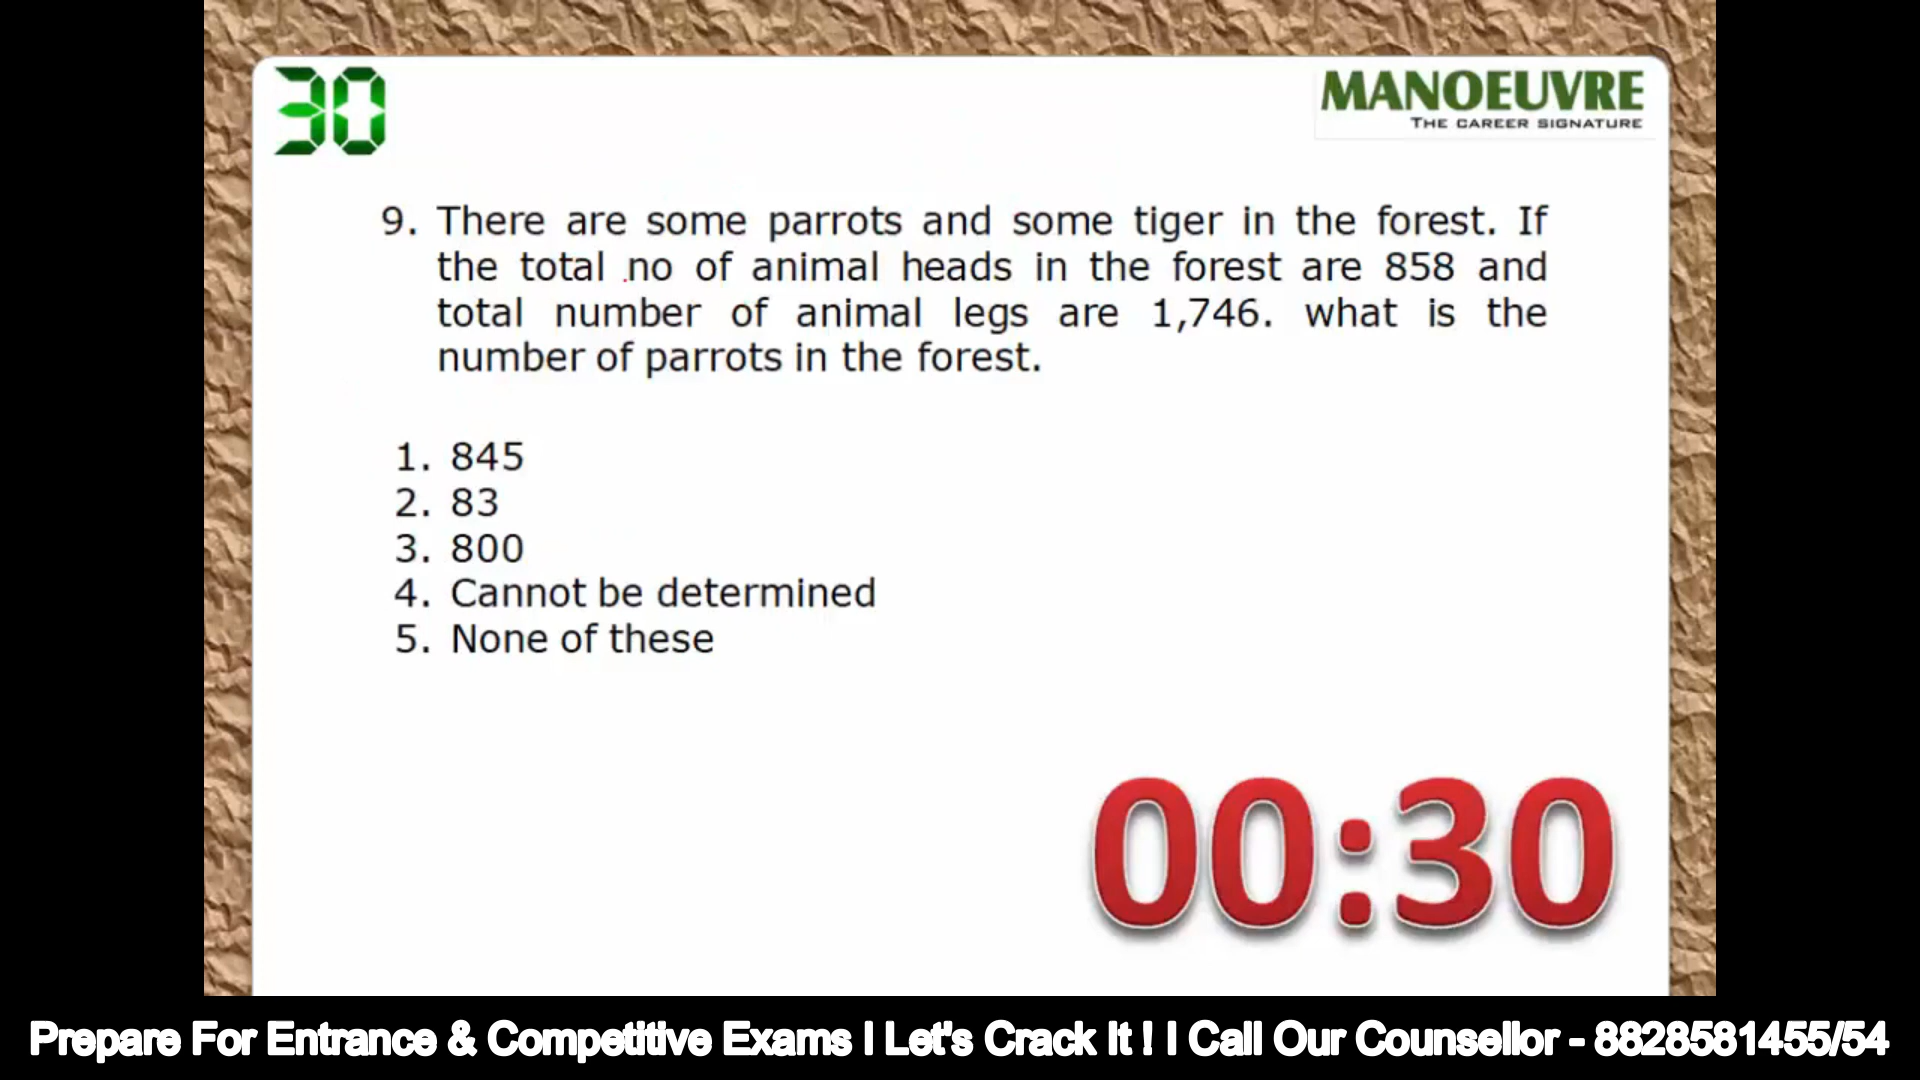 30
MANOEUVRE
THE CAREER SIGNATURE
9. There are some parrots and some tiger in the forest. If
the total no of animal heads in the forest are 858 and
total number of animal legs are 1,746. what is the
number of parrots in the forest.
1. 845
2. 83
3. 800
4. Cannot be determined
5. None of these
00:30
Prepare For Entrance & Competitive Exams I Let's Crack It ! I Call Our Counsellor - 8828581455/54